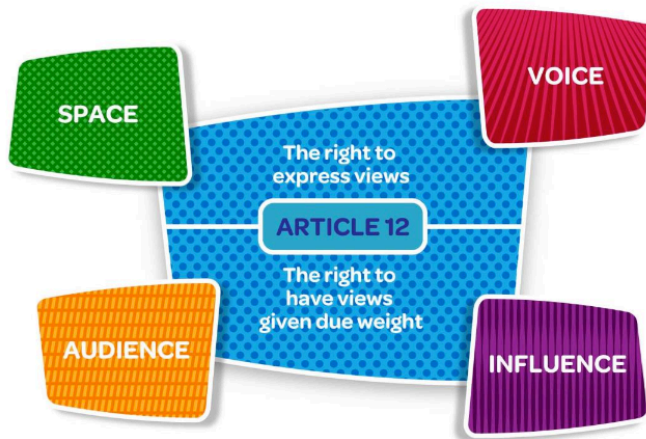 SPACE
VOICE
The right to
express views
ARTICLE 12
The right to
have views
given due weight
AUDIENCE
INFLUENCE